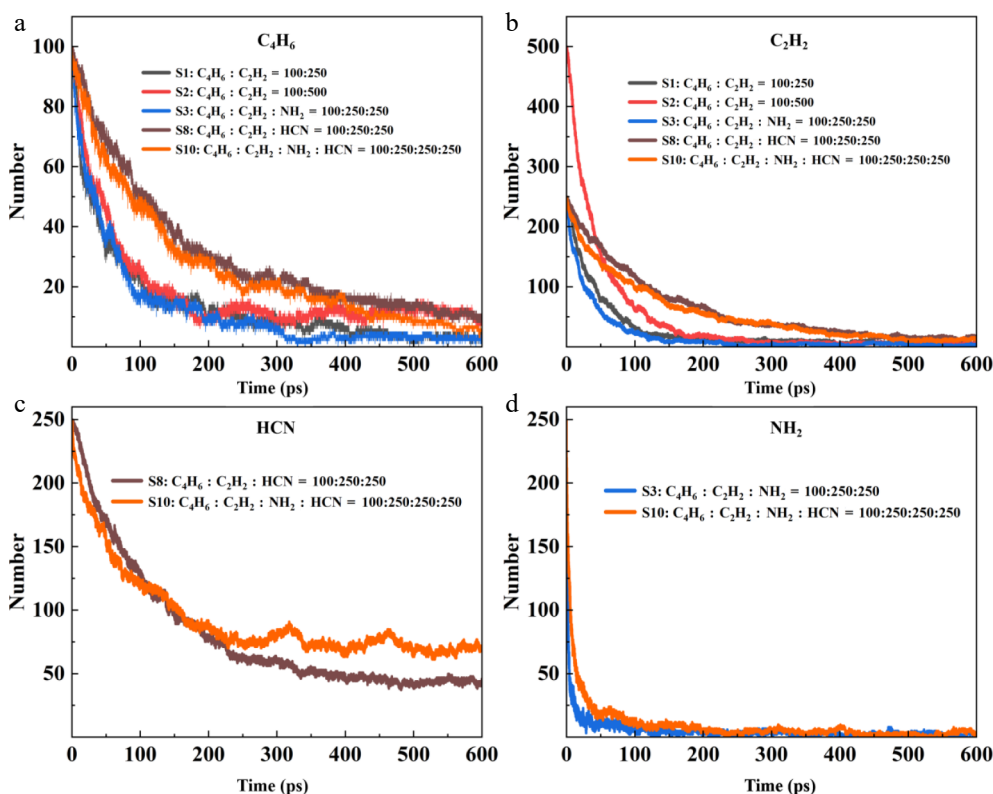 a
C₄H₆
S1: C₄H₆ : C₂H₂ = 100:250
S2: C₄H₆ : C₂H₂ = 100:500
S3: C₄H₆ : C₂H₂ : NH₂ = 100:250:250
S8: C₄H₆ : C₂H₂ : HCN = 100:250:250
S10: C₄H₆ : C₂H₂ : NH₂ : HCN = 100:250:250:250
Number
100
80
60
40
20
0 100 200 300 400 500 600
Time (ps)
b
C₂H₂
S1: C₄H₆ : C₂H₂ = 100:250
S2: C₄H₆ : C₂H₂ = 100:500
S3: C₄H₆ : C₂H₂ : NH₂ = 100:250:250
S8: C₄H₆ : C₂H₂ : HCN = 100:250:250
S10: C₄H₆ : C₂H₂ : NH₂ : HCN = 100:250:250:250
Number
500
400
300
200
100
0 100 200 300 400 500 600
Time (ps)
c
HCN
S8: C₄H₆ : C₂H₂ : HCN = 100:250:250
S10: C₄H₆ : C₂H₂ : NH₂ : HCN = 100:250:250:250
Number
250
200
150
100
50
0 100 200 300 400 500 600
Time (ps)
d
NH₂
S3: C₄H₆ : C₂H₂ : NH₂ = 100:250:250
S10: C₄H₆ : C₂H₂ : NH₂ : HCN = 100:250:250:250
Number
250
200
150
100
50
0 100 200 300 400 500 600
Time (ps)